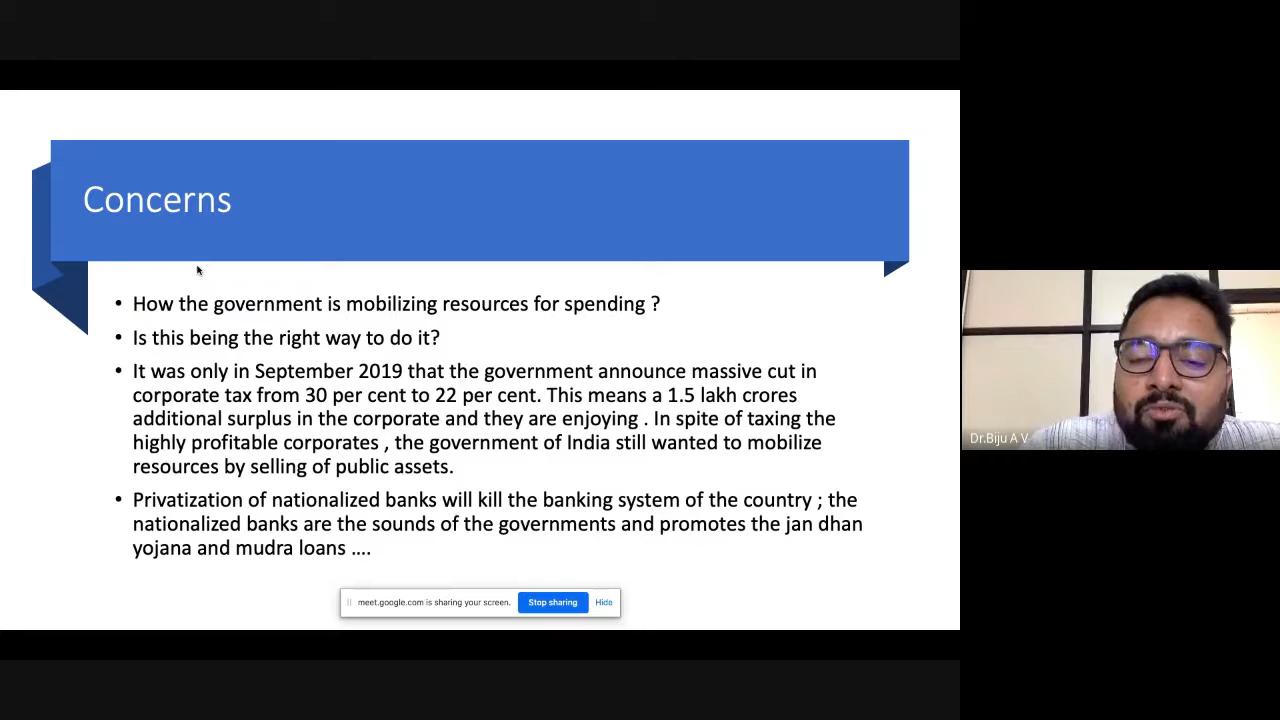 Concerns
• How the government is mobilizing resources for spending ?
• Is this being the right way to do it?
• It was only in September 2019 that the government announce massive cut in
corporate tax from 30 per cent to 22 per cent. This means a 1.5 lakh crores
additional surplus in the corporate and they are enjoying . In spite of taxing the
highly profitable corporates , the government of India still wanted to mobilize
resources by selling of public assets.
• Privatization of nationalized banks will kill the banking system of the country ; the
nationalized banks are the sounds of the governments and promotes the jan dhan
yojana and mudra loans ....
meet.google.com is sharing your screen. Stop sharing Hide
Dr.Biju A V